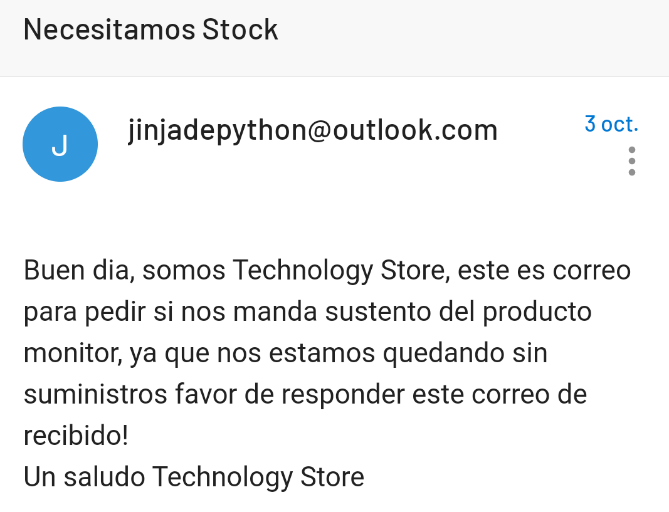 Necesitamos Stock
J
jinjadepython@outlook.com
3 oct.
Buen dia, somos Technology Store, este es correo
para pedir si nos manda sustento del producto
monitor, ya que nos estamos quedando sin
suministros favor de responder este correo de
recibido!
Un saludo Technology Store